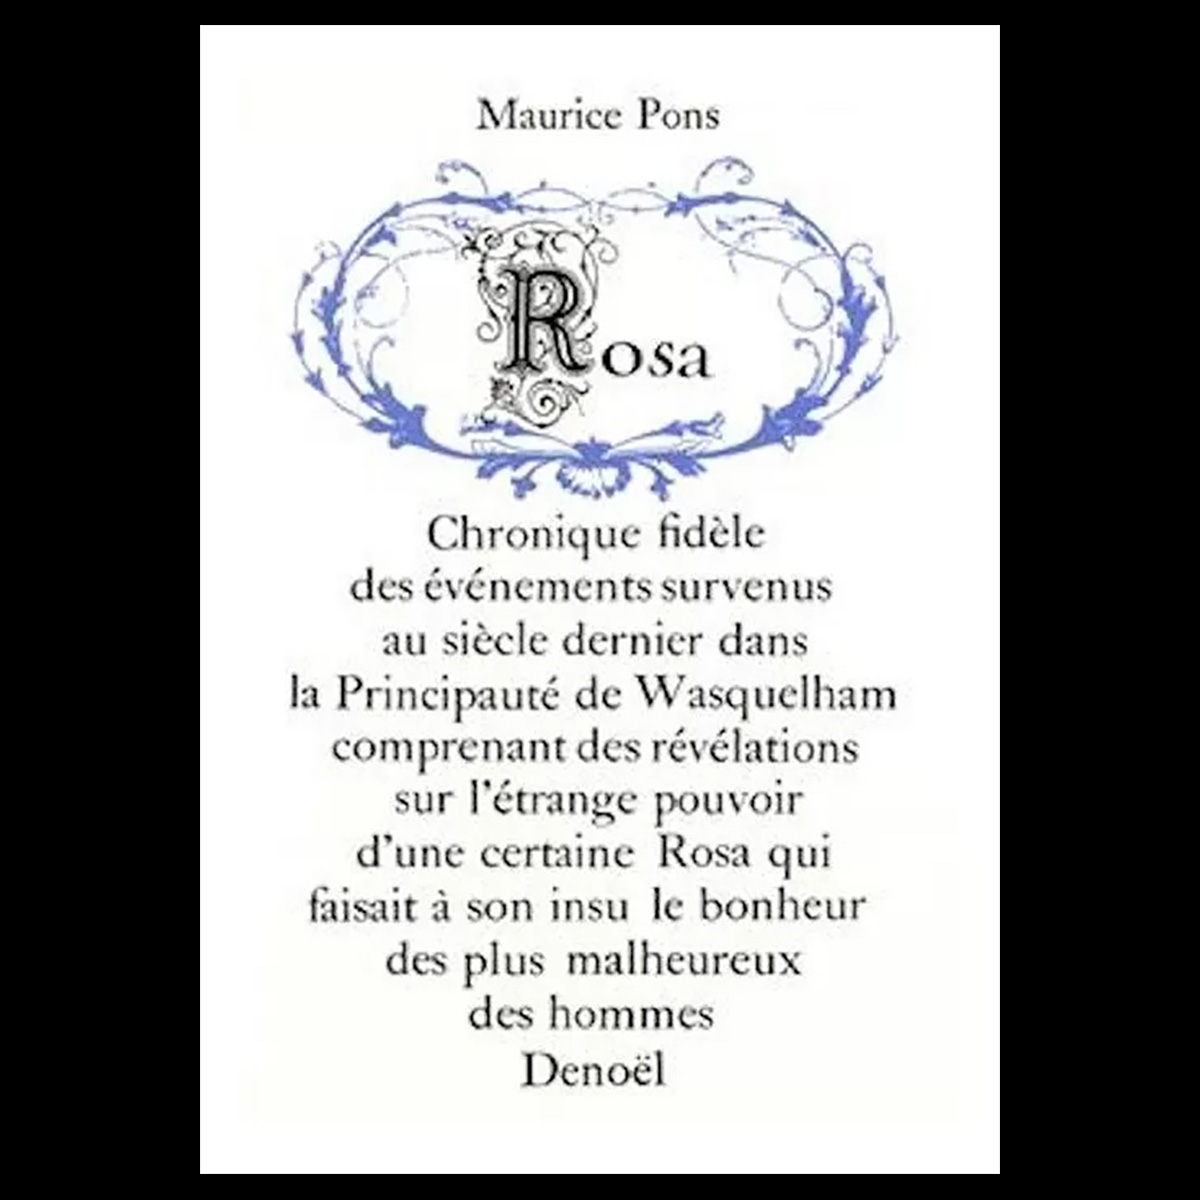 Maurice Pons
Rosa
Chronique fidèle
des événements survenus
au siècle dernier dans
la Principauté de Wasquelham
comprenant des révélations
sur l'étrange pouvoir
d'une certaine Rosa qui
faisait à son insu le bonheur
des plus malheureux
des hommes
Denoël